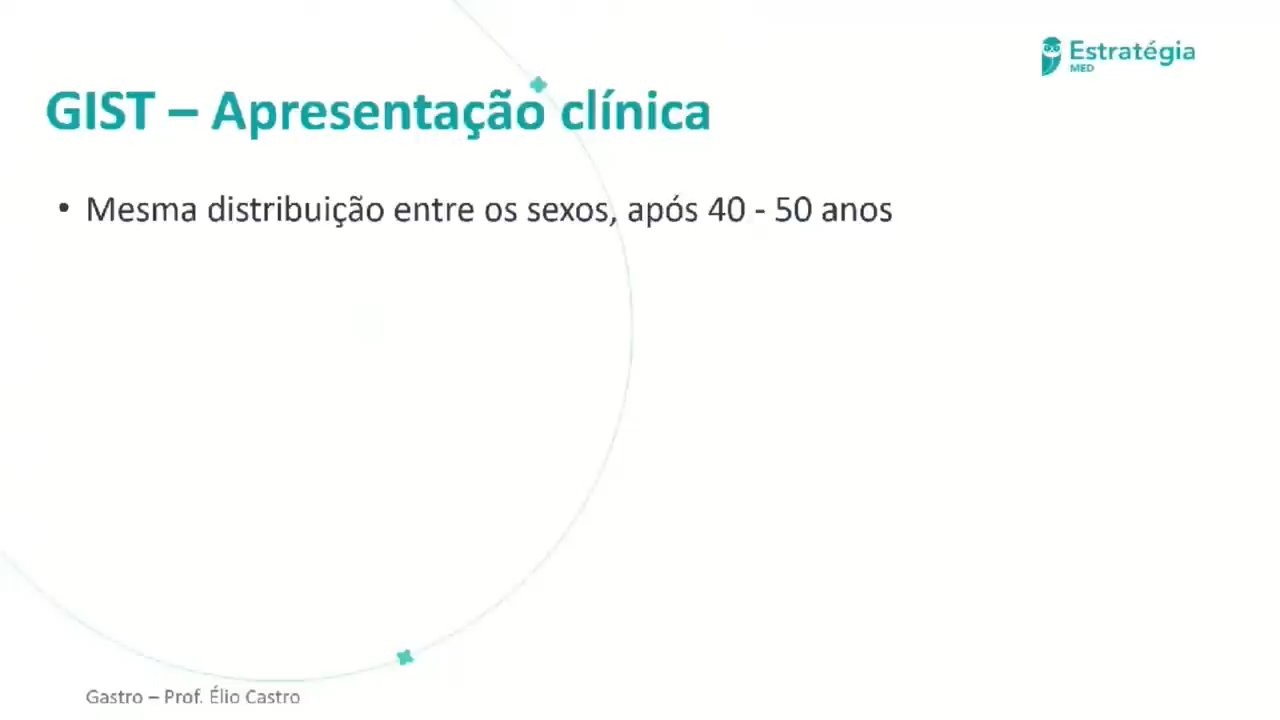 Estratégia
MED
GIST – Apresentação clínica
• Mesma distribuição entre os sexos, após 40 - 50 anos
Gastro – Prof. Élio Castro